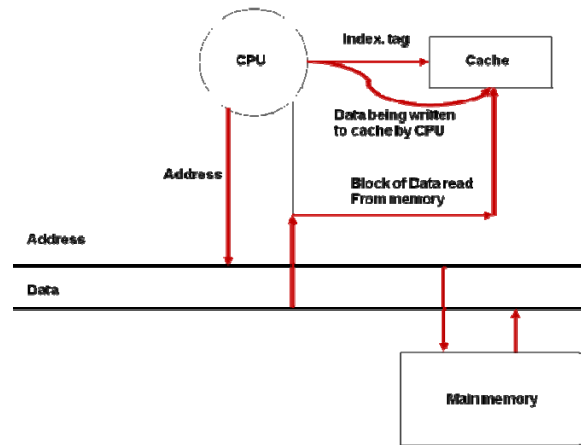 Index. tag
CPU
Cache
Data being written
to cache by CPU
Address
Block of Data read
From memory
Address
Data
Main memory